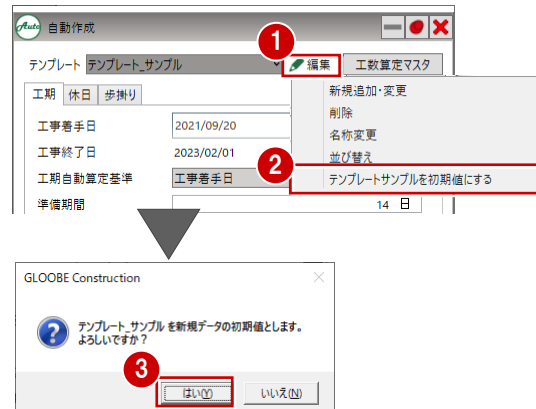 Auto 自動作成
1
テンプレート テンプレート_サンプル 編集 工数算定マスタ
工期 休日 歩掛り
新規追加・変更
削除
名称変更
並び替え
2
テンプレートサンプルを初期値にする
工事着手日 2021/09/20
工事終了日 2023/02/01
工期自動算定基準 工事着手日
準備期間 14 日
GLOOBE Construction
テンプレート_サンプル を新規データの初期値とします。
よろしいですか？
3
はい(Y) いいえ(N)